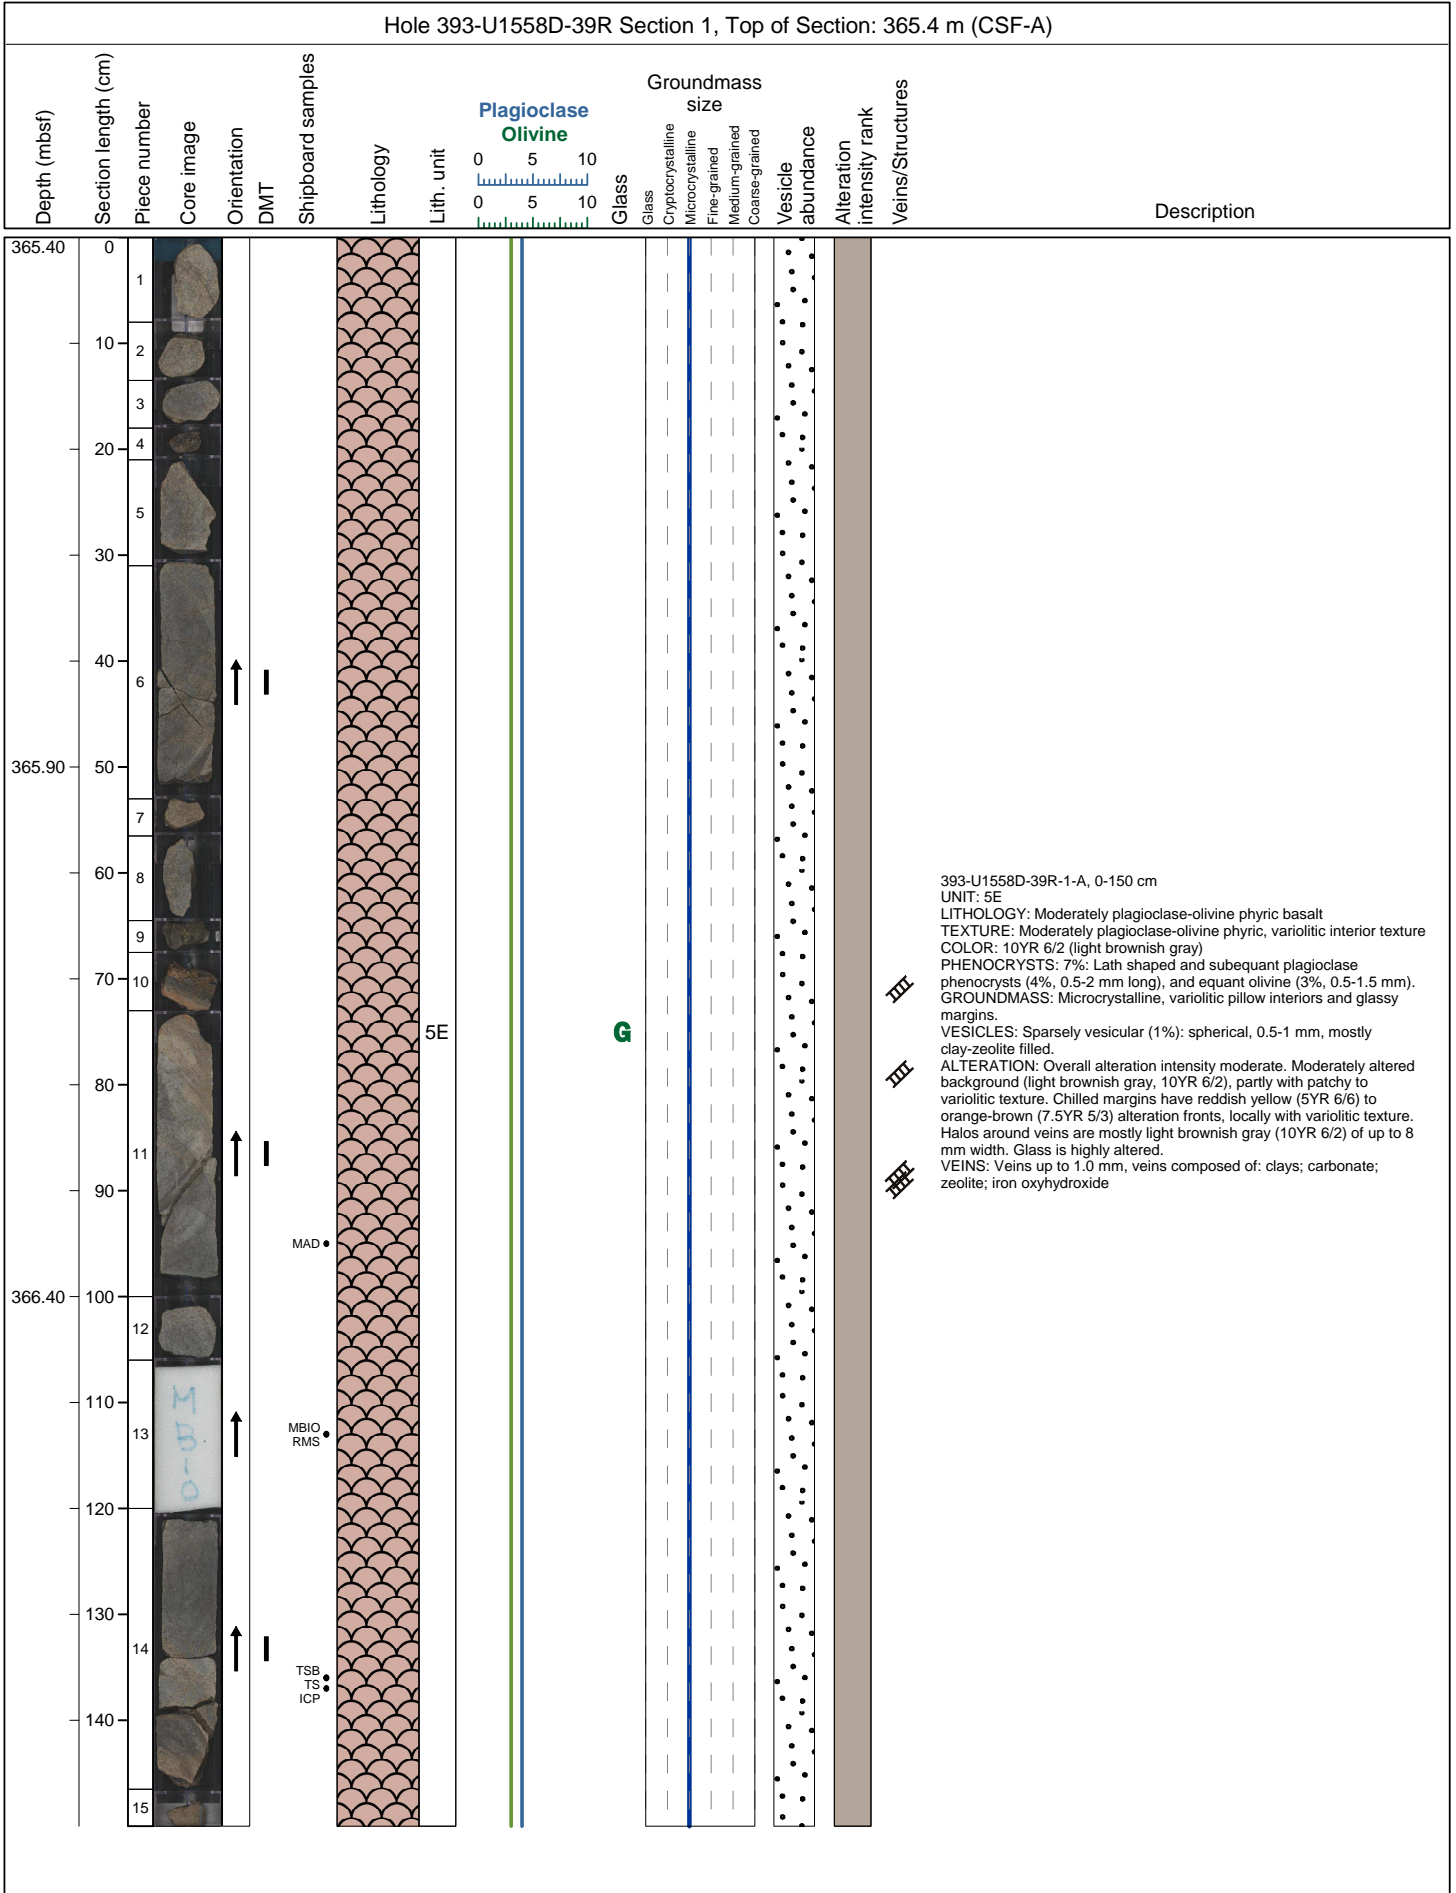 Hole 393-U1558D-39R Section 1, Top of Section: 365.4 m (CSF-A)
Depth (mbsf)
Section length (cm)
Piece number
Core image
Orientation
DMT
Shipboard samples
Lithology
Lith. unit
Plagioclase
Olivine
0 5 10
0 5 10
Glass
Groundmass
size
Glass
Cryptocrystalline
Microcrystalline
Fine-grained
Medium-grained
Coarse-grained
Vesicle
abundance
Alteration
intensity rank
Veins/Structures
Description
365.40
365.90
366.40
0
10
20
30
40
50
60
70
80
90
100
110
120
130
140
1
2
3
4
5
6
7
8
9
10
11
12
13
14
15
M
B
I
O
MAD
MBIO
RMS
TSB
TS
ICP
5E
G
393-U1558D-39R-1-A, 0-150 cm
UNIT: 5E
LITHOLOGY: Moderately plagioclase-olivine phyric basalt
TEXTURE: Moderately plagioclase-olivine phyric, variolitic interior texture
COLOR: 10YR 6/2 (light brownish gray)
PHENOCRYSTS: 7%: Lath shaped and subequant plagioclase
phenocrysts (4%, 0.5-2 mm long), and equant olivine (3%, 0.5-1.5 mm).
GROUNDMASS: Microcrystalline, variolitic pillow interiors and glassy
margins.
VESICLES: Sparsely vesicular (1%): spherical, 0.5-1 mm, mostly
clay-zeolite filled.
ALTERATION: Overall alteration intensity moderate. Moderately altered
background (light brownish gray, 10YR 6/2), partly with patchy to
variolitic texture. Chilled margins have reddish yellow (5YR 6/6) to
orange-brown (7.5YR 5/3) alteration fronts, locally with variolitic texture.
Halos around veins are mostly light brownish gray (10YR 6/2) of up to 8
mm width. Glass is highly altered.
VEINS: Veins up to 1.0 mm, veins composed of: clays; carbonate;
zeolite; iron oxyhydroxide